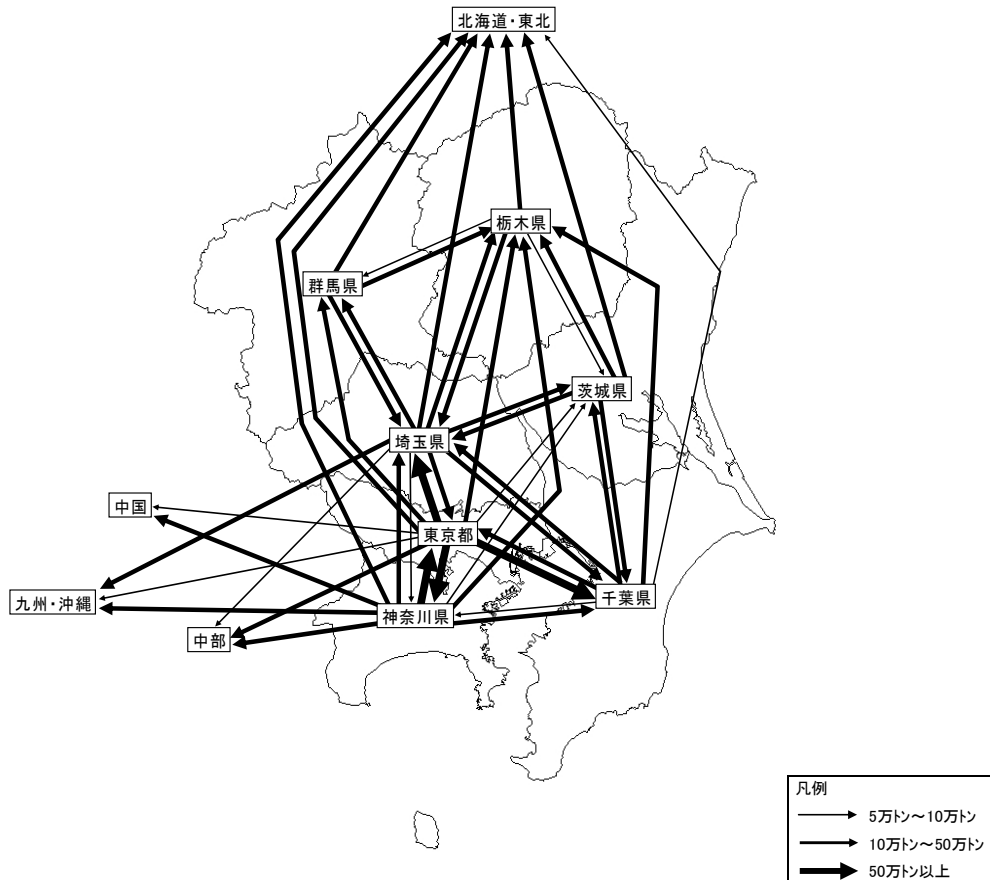 北海道・東北
栃木県
群馬県
茨城県
埼玉県
中国
東京都
九州・沖縄
千葉県
神奈川県
中部
凡例
5万トン～10万トン
10万トン～50万トン
50万トン以上